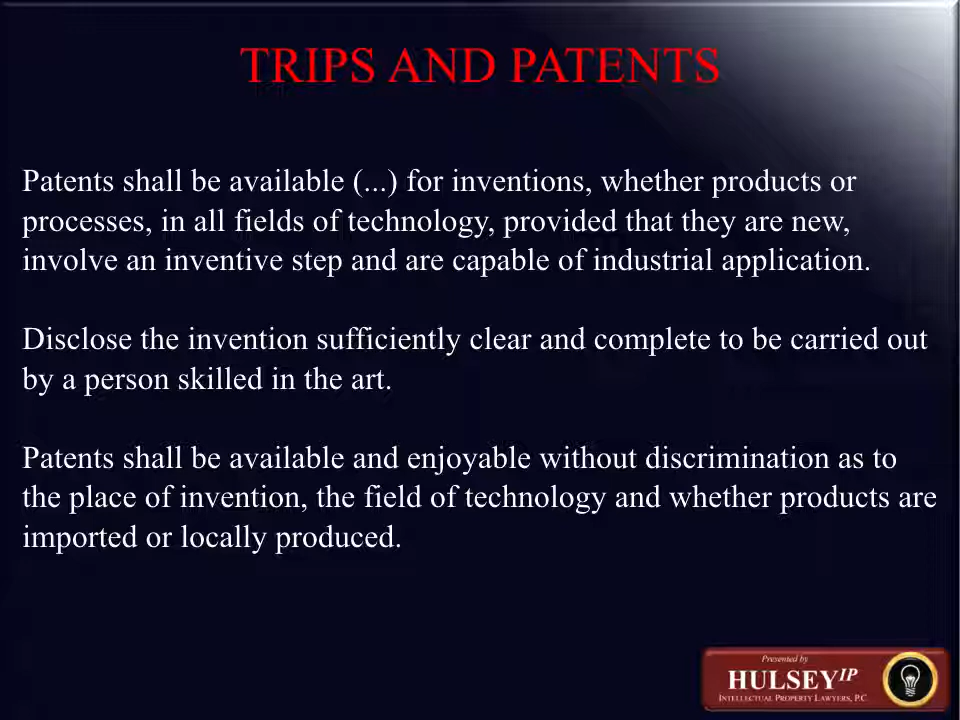 TRIPS AND PATENTS
Patents shall be available (...) for inventions, whether products or
processes, in all fields of technology, provided that they are new,
involve an inventive step and are capable of industrial application.
Disclose the invention sufficiently clear and complete to be carried out
by a person skilled in the art.
Patents shall be available and enjoyable without discrimination as to
the place of invention, the field of technology and whether products are
imported or locally produced.
Presented by
HULSEY IP
INTELLECTUAL PROPERTY LAWYERS, P.C.